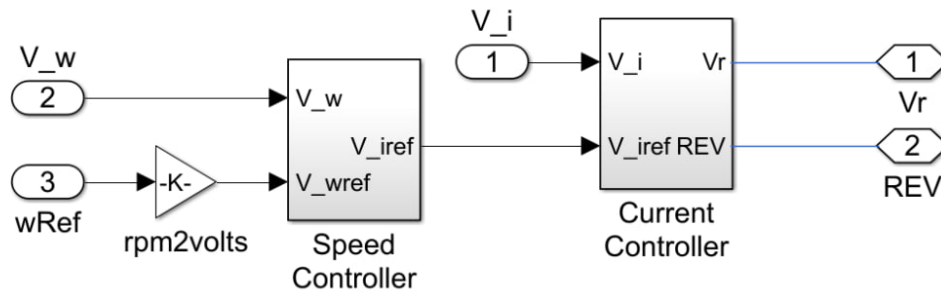 V_i
V_w
1
V_i
Vr
1
2
V_w
Vr
V_iref
V_iref
REV
2
3
-K-
V_wref
REV
wRef
rpm2volts
Speed
Controller
Current
Controller